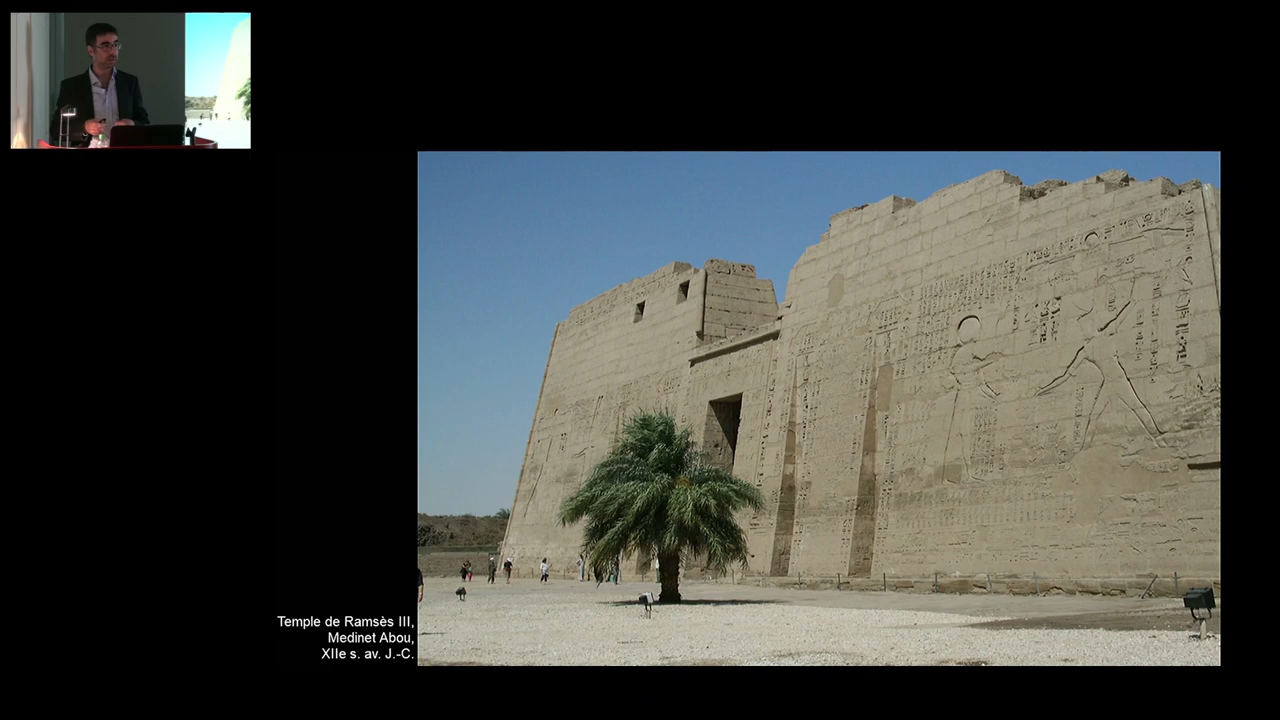 Temple de Ramsès III,
Medinet Abou,
XIIe s. av. J.-C.